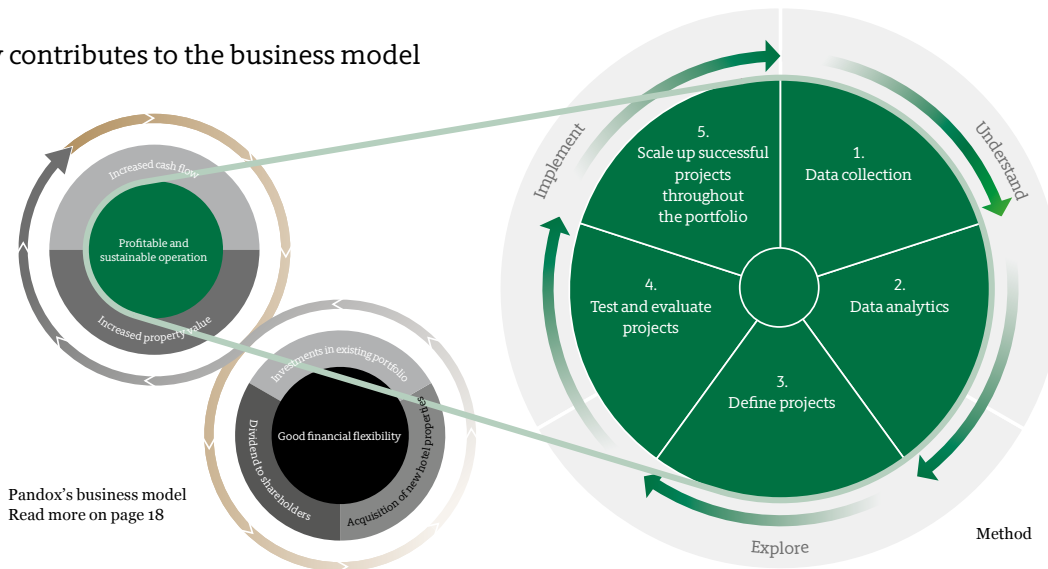 y contributes to the business model
Increased cash flow
Profitable and
sustainable operation
Increased property value
Investments in existing portfolio
Good financial flexibility
Dividend to shareholders
Acquisition of new hotel properties
Pandox’s business model
Read more on page 18
Implement
Understand
Explore
5.
Scale up successful
projects
throughout
the portfolio
1.
Data collection
4.
Test and evaluate
projects
2.
Data analytics
3.
Define projects
Method